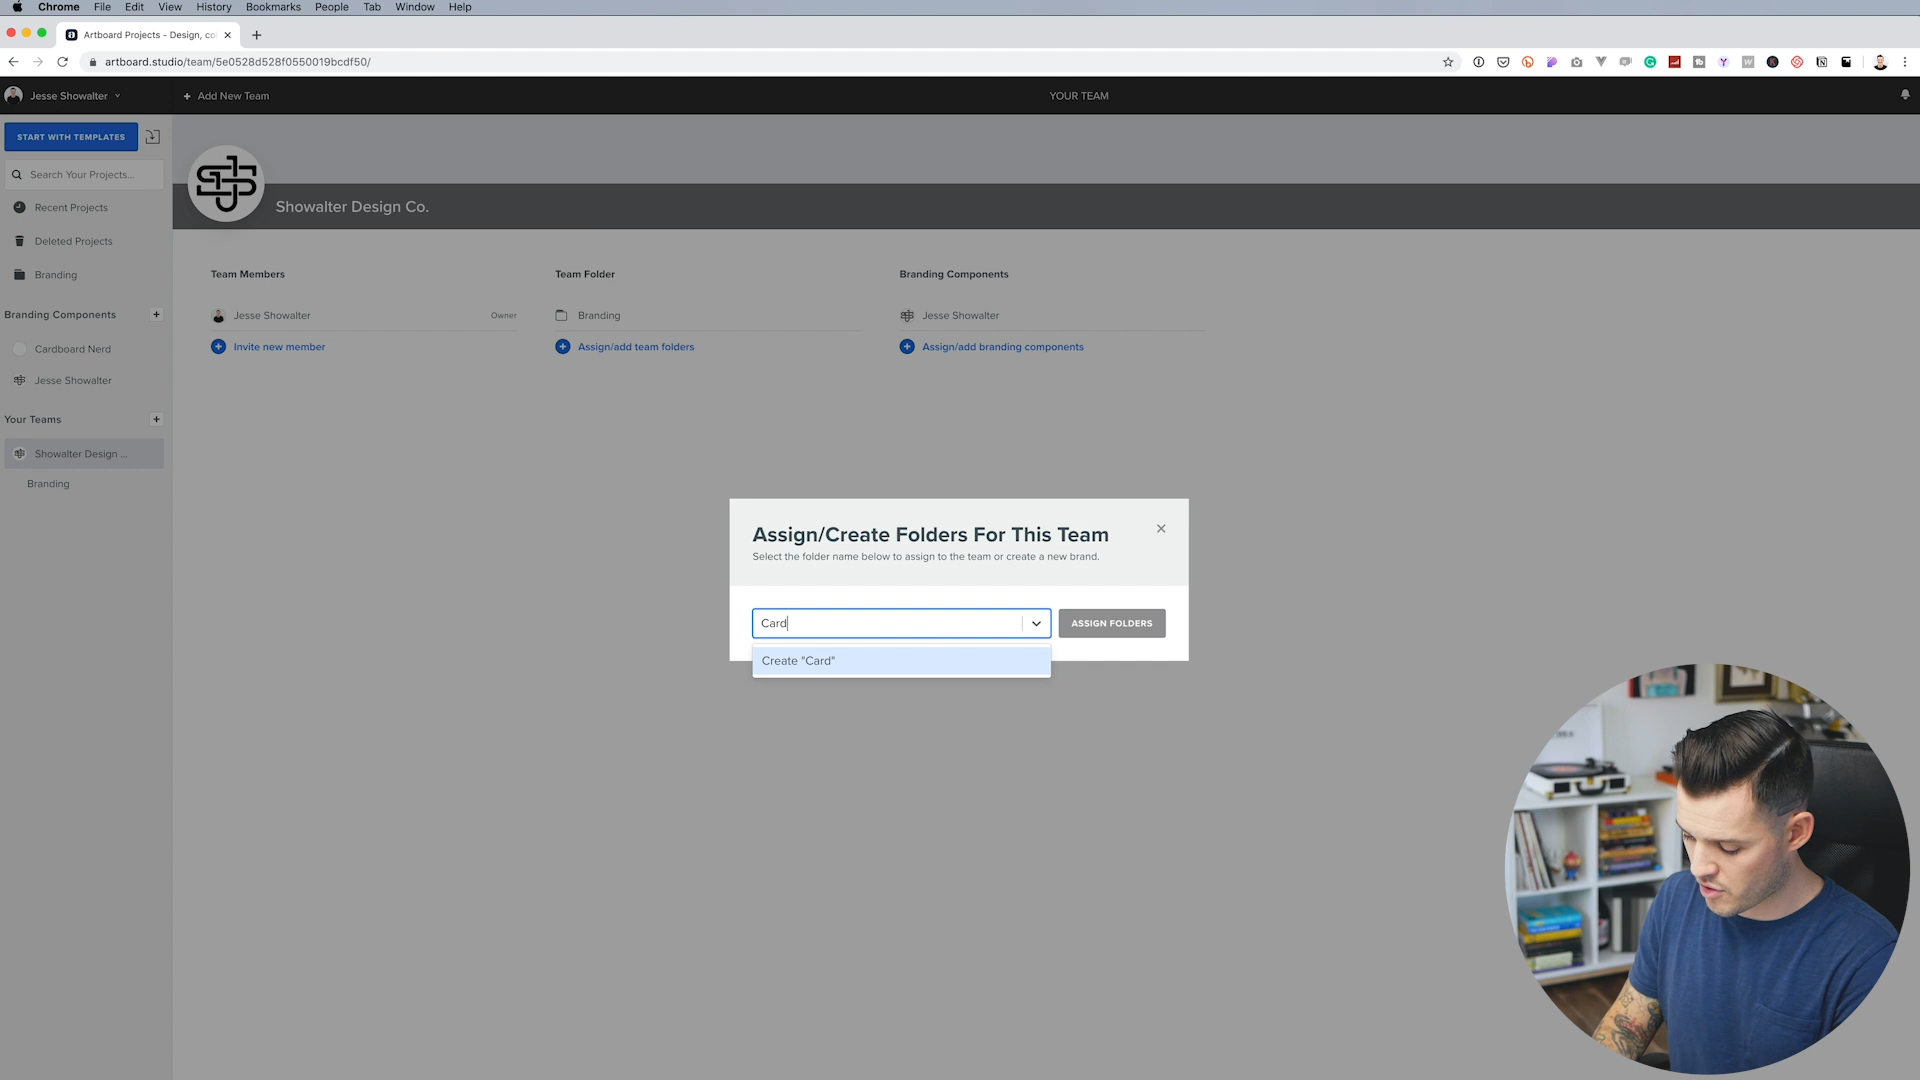 Chrome File Edit View History Bookmarks People Tab Window Help
Artboard Projects - Design, co
artboard.studio/team/5e0528d528f0550019bcdf50/
Jesse Showalter
+ Add New Team
YOUR TEAM
START WITH TEMPLATES
Search Your Projects...
Recent Projects
Deleted Projects
Branding
Branding Components +
Cardboard Nerd
Jesse Showalter
Your Teams +
Showalter Design ...
Branding
Showalter Design Co.
Team Members
Jesse Showalter Owner
Invite new member
Team Folder
Branding
Assign/add team folders
Branding Components
Jesse Showalter
Assign/add branding components
Assign/Create Folders For This Team
Select the folder name below to assign to the team or create a new brand.
Card
ASSIGN FOLDERS
Create "Card"